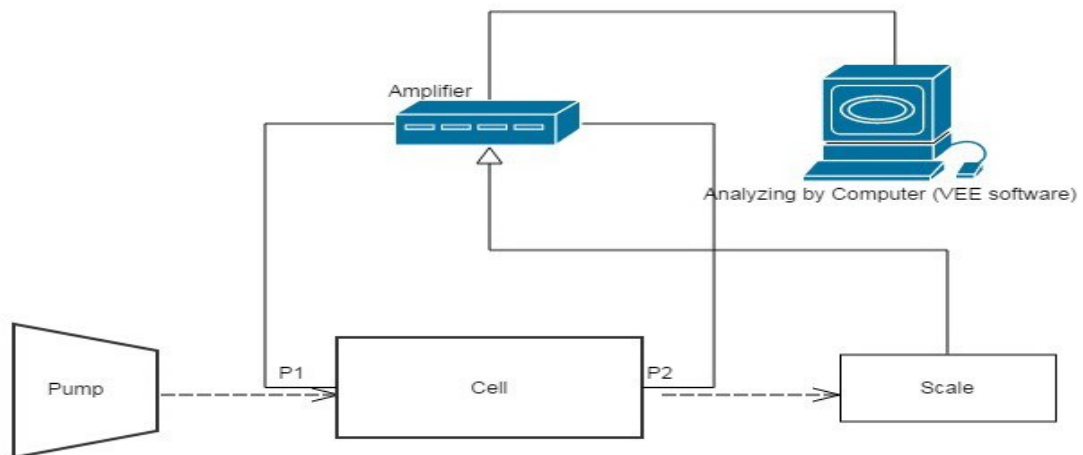 Amplifier
Analyzing by Computer (VEE software)
P1
P2
Pump
Cell
Scale